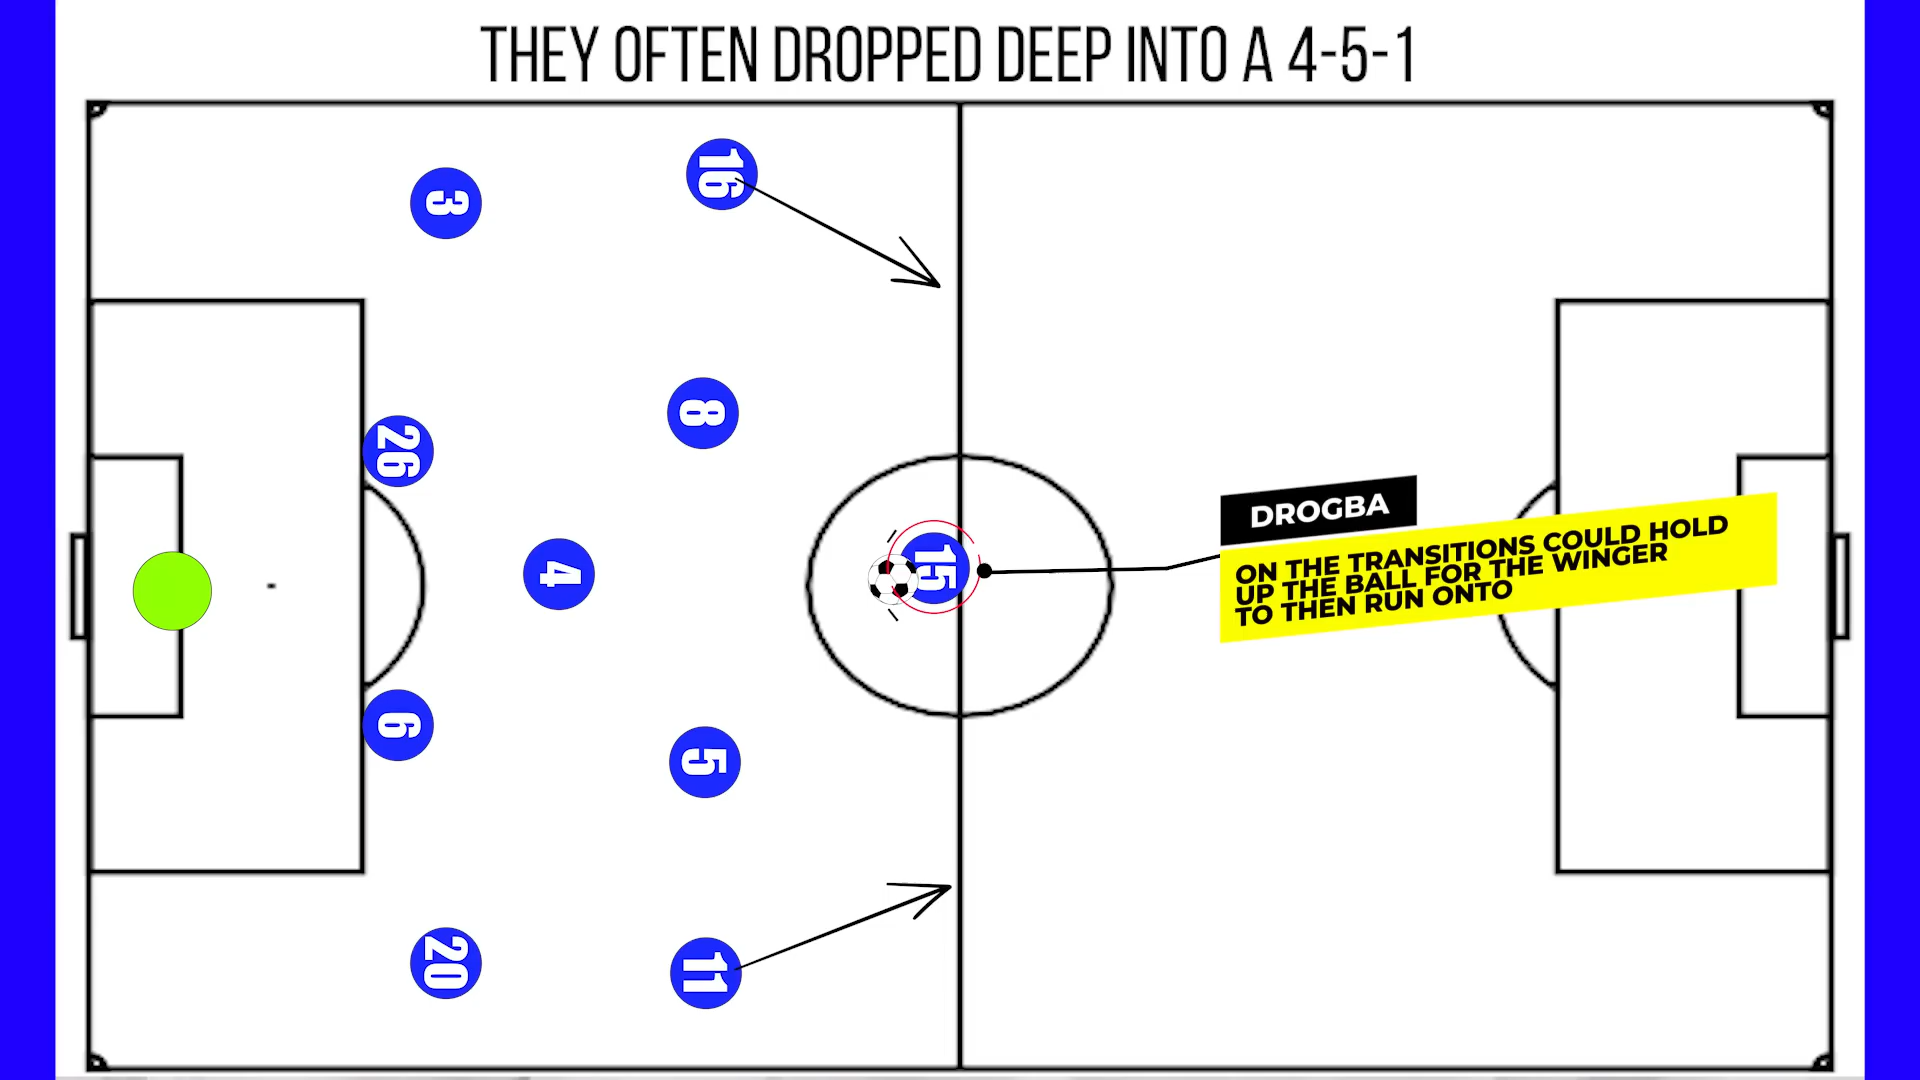 THEY OFTEN DROPPED DEEP INTO A 4-5-1
16
3
8
26
DROGBA
15
ON THE TRANSITIONS COULD HOLD
UP THE BALL FOR THE WINGER
TO THEN RUN ONTO
4
6
5
20
11